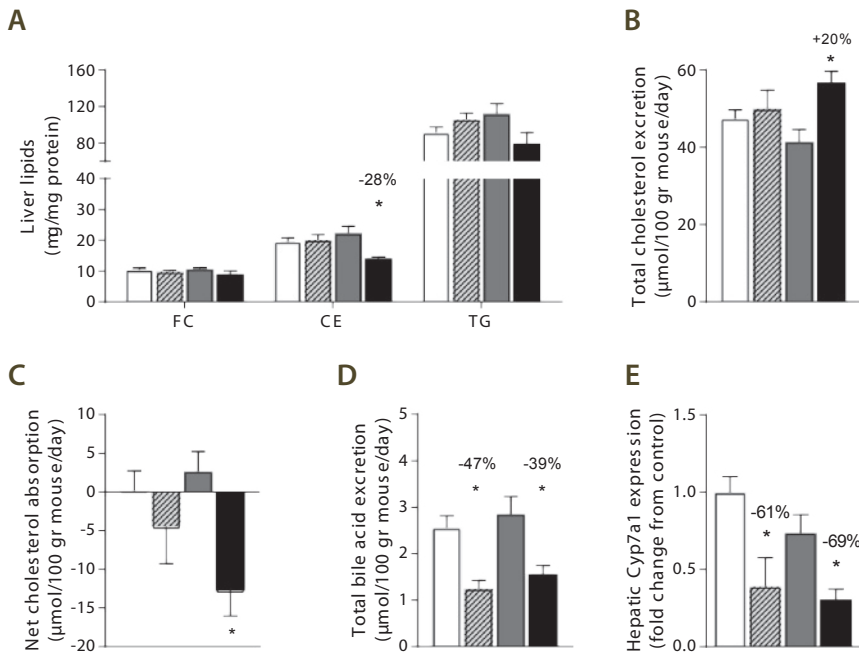 A
Liver lipids
(mg/mg protein)
160
120
80
40
30
20
10
0
-28%
*
FC CE TG
B
Total cholesterol excretion
(µmol/100 gr mouse/day)
60
40
20
0
+20%
*
C
Net cholesterol absorption
(µmol/100 gr mouse/day)
10
5
0
-5
-10
-15
-20
*
D
Total bile acid excretion
(µmol/100 gr mouse/day)
5
4
3
2
1
0
-47%
*
-39%
*
E
Hepatic Cyp7a1 expression
(fold change from control)
1.5
1.0
0.5
0.0
-61%
*
-69%
*